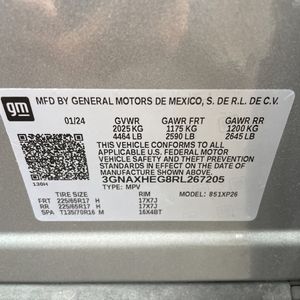 gm
MFD BY GENERAL MOTORS DE MEXICO, S. DE R.L. DE C.V.
01/24 GVWR GAWR FRT GAWR RR
2025 KG 1175 KG 1200 KG
4464 LB 2590 LB 2645 LB
THIS VEHICLE CONFORMS TO ALL
APPLICABLE U.S. FEDERAL MOTOR
VEHICLE SAFETY AND THEFT PREVENTION
STANDARDS IN EFFECT ON THE DATE OF
MANUFACTURE SHOWN ABOVE.
3GNAXHEG8RL267205
TYPE: MPV MODEL: 851XP26
TIRE SIZE RIM
FRT 225/65R17 H 17X7J
RR 225/65R17 H 17X7J
SPA T135/70R16 M 16X4BT